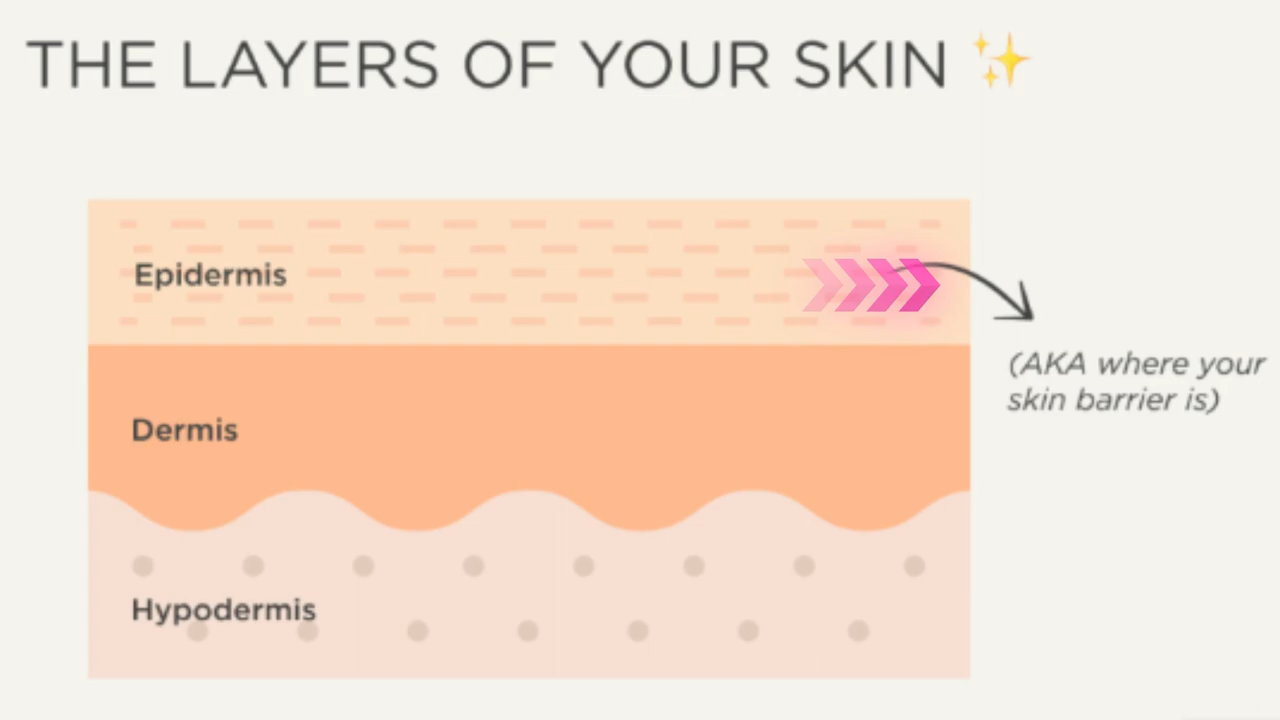 THE LAYERS OF YOUR SKIN ✨
Epidermis
(AKA where your
skin barrier is)
Dermis
Hypodermis